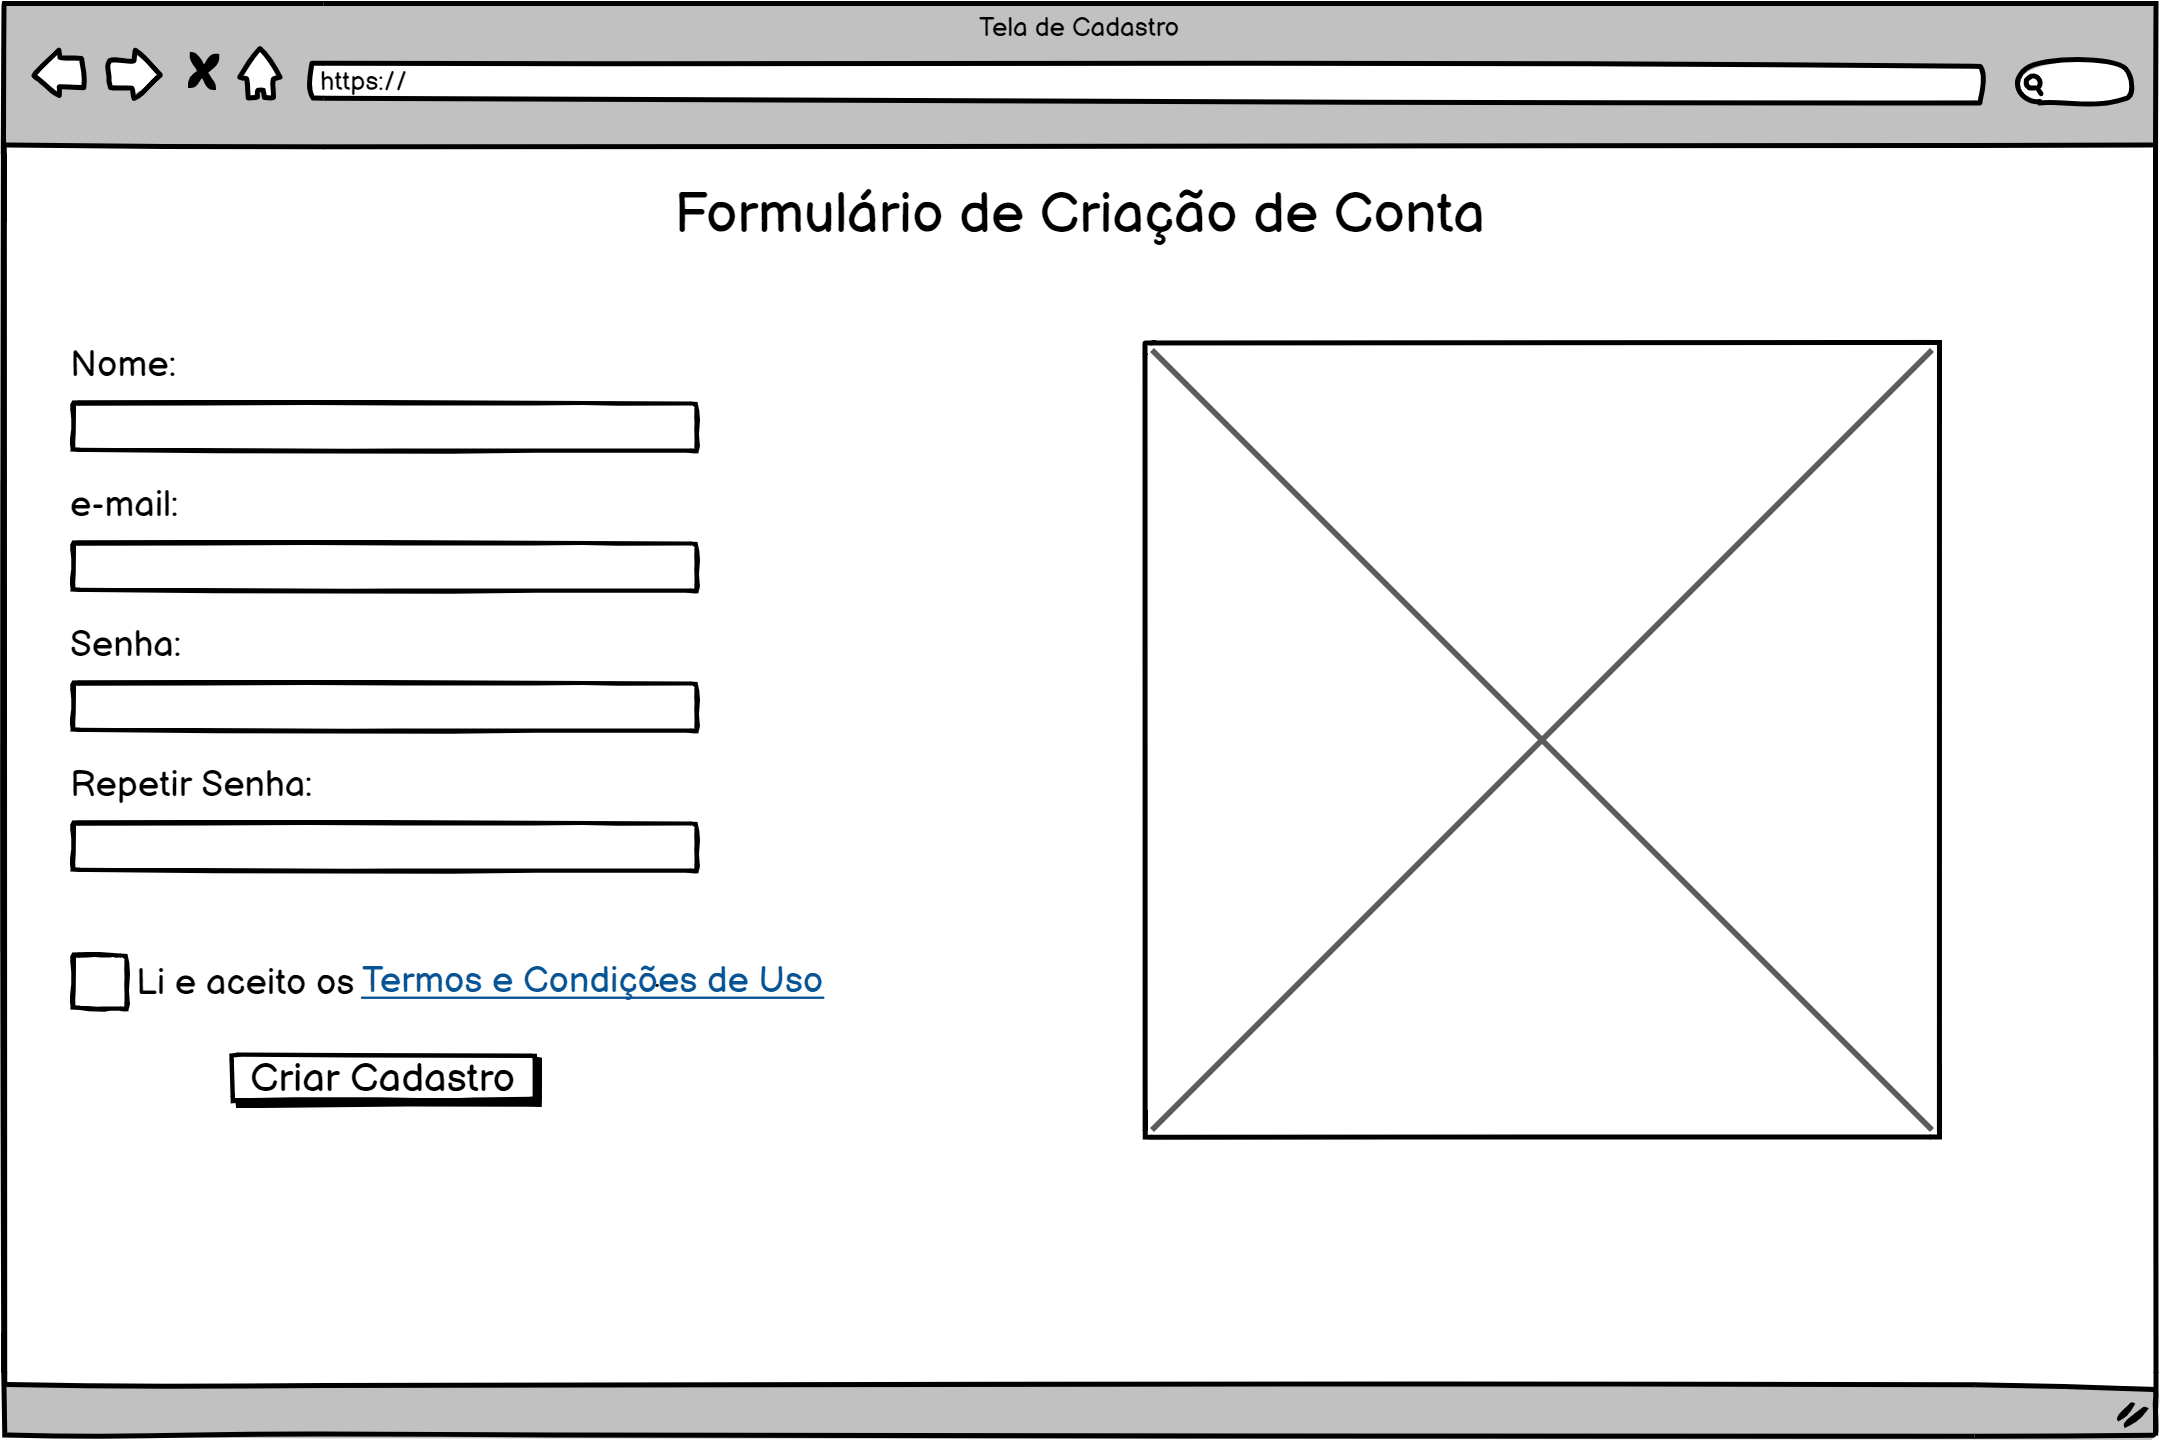 Tela de Cadastro
https://
Formulário de Criação de Conta
Nome:
e-mail:
Senha:
Repetir Senha:
Li e aceito os Termos e Condições de Uso
Criar Cadastro